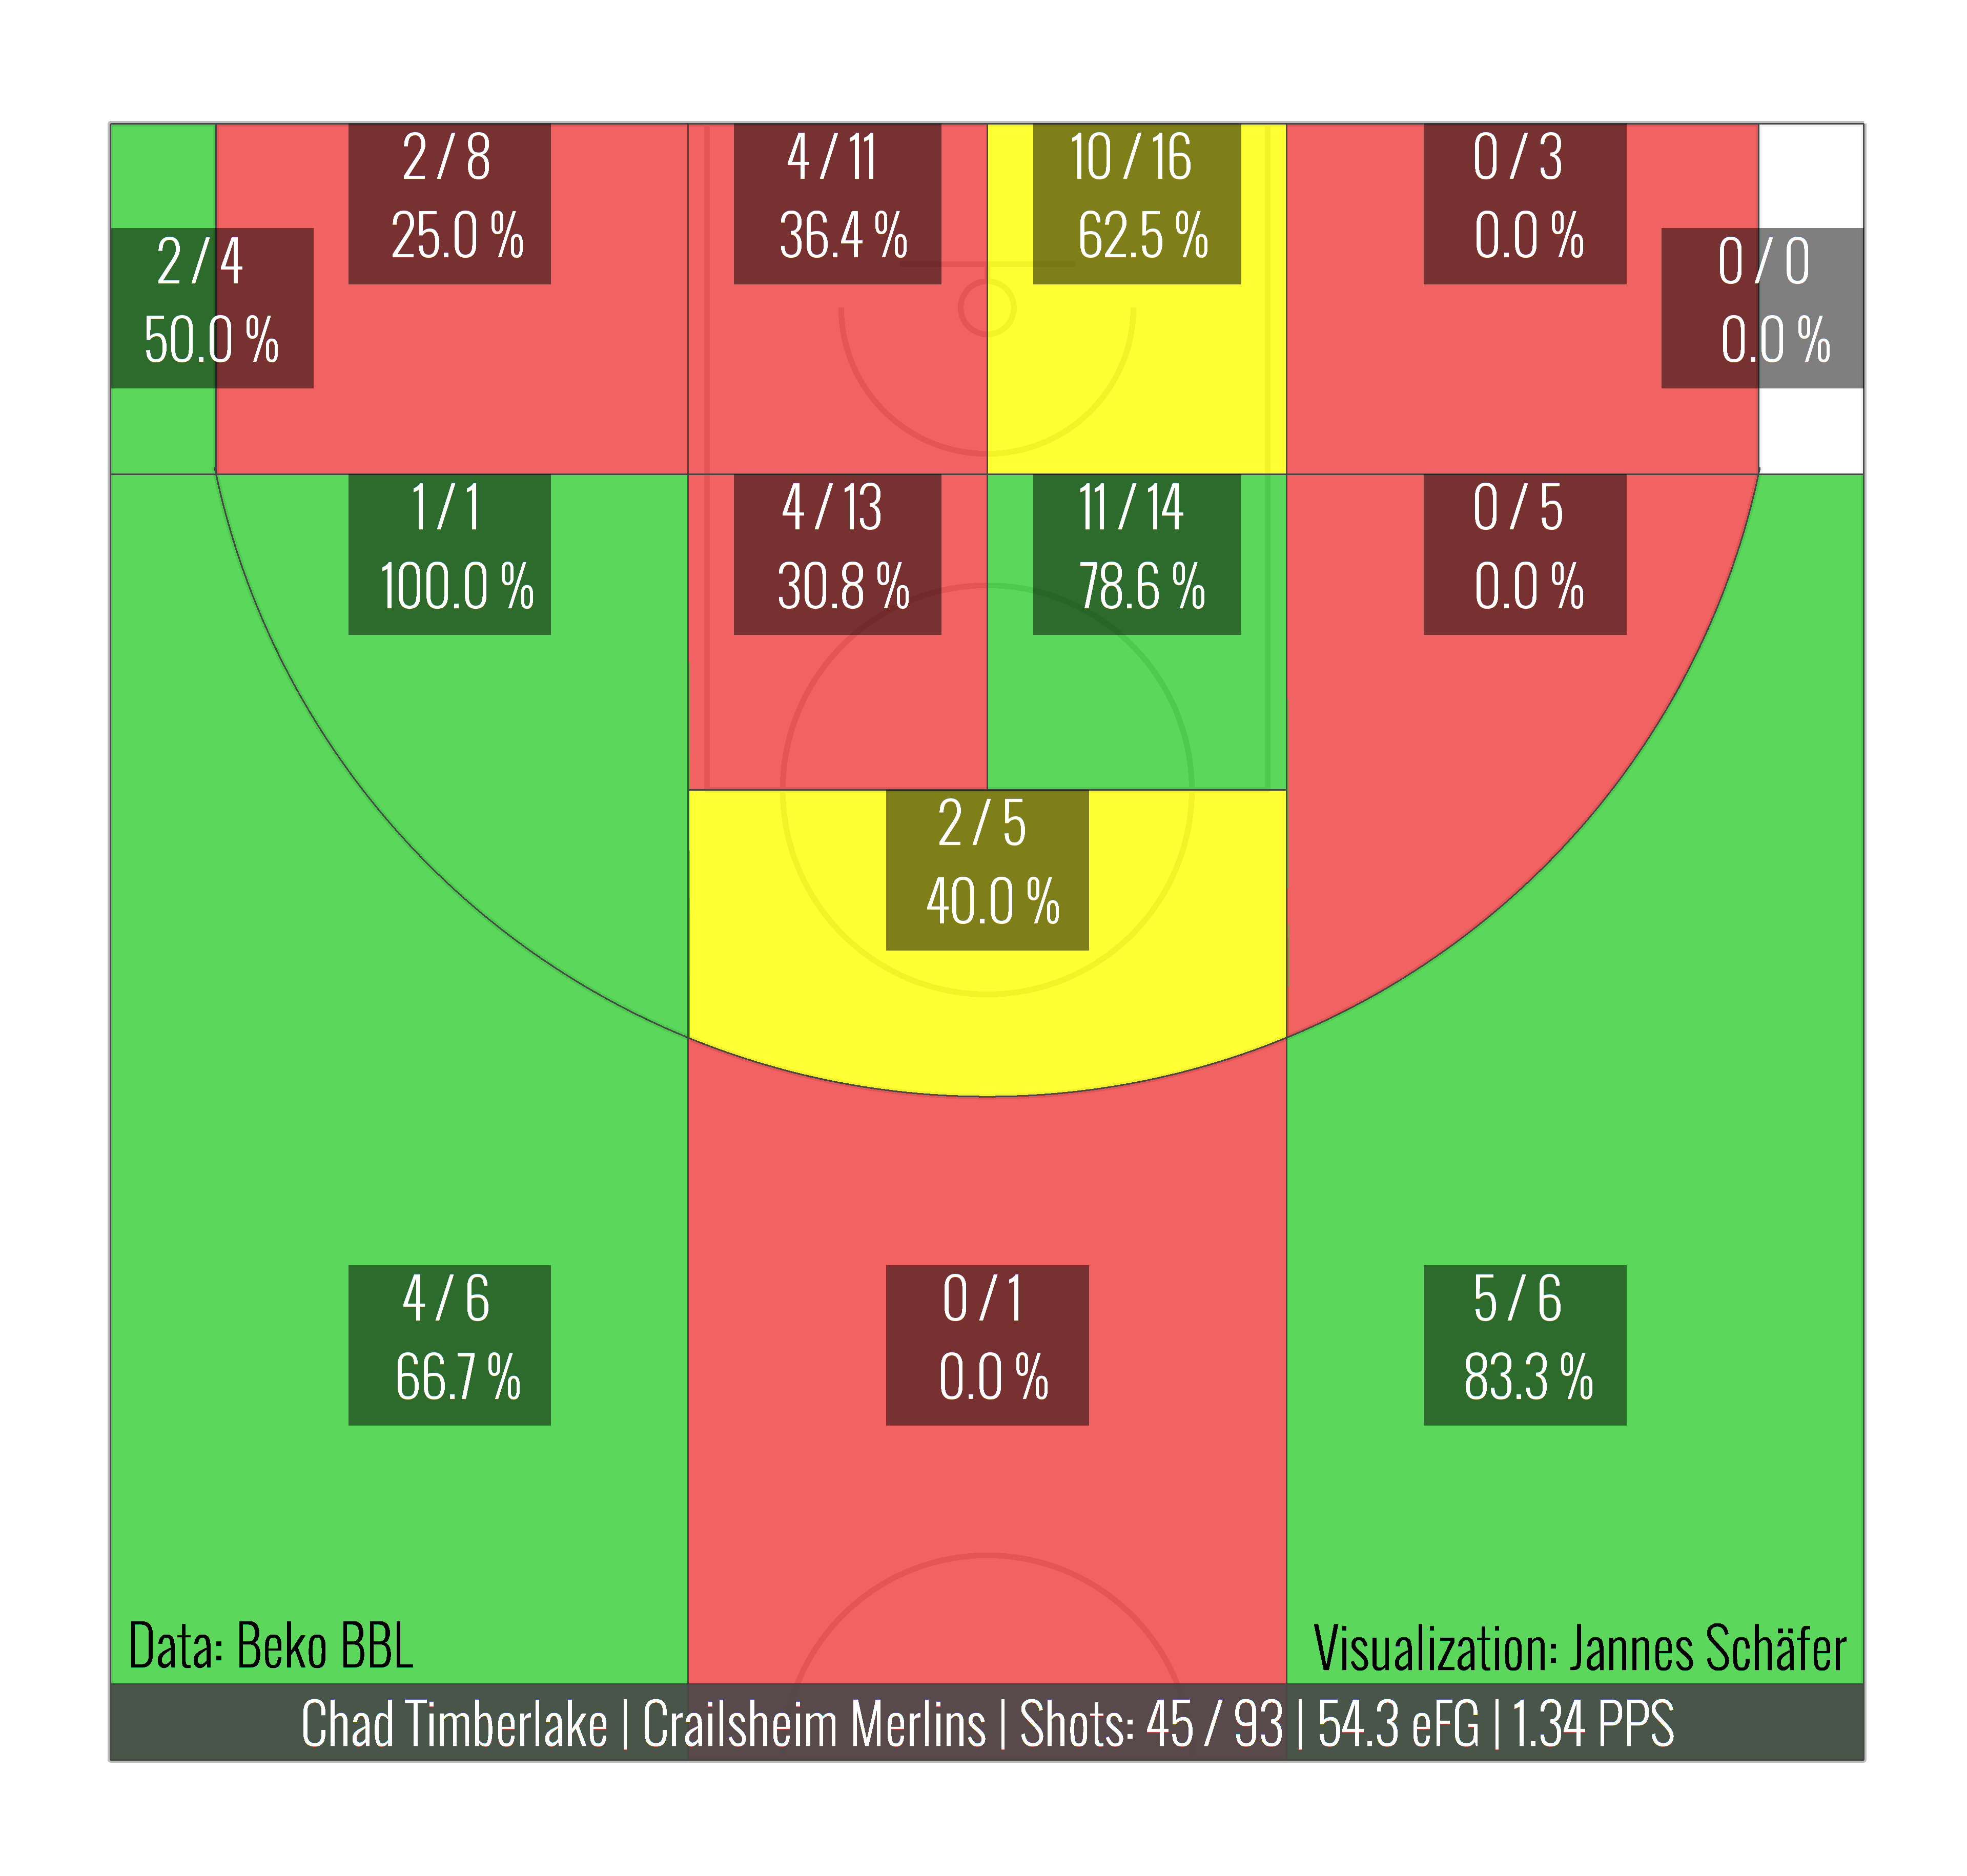 2 / 8
25.0 %
4 / 11
36.4 %
10 / 16
62.5 %
0 / 3
0.0 %
2 / 4
50.0 %
0 / 0
0.0 %
1 / 1
100.0 %
4 / 13
30.8 %
11 / 14
78.6 %
0 / 5
0.0 %
2 / 5
40.0 %
4 / 6
66.7 %
0 / 1
0.0 %
5 / 6
83.3 %
Data: Beko BBL
Visualization: Jannes Schäfer
Chad Timberlake | Crailsheim Merlins | Shots: 45 / 93 | 54.3 eFG | 1.34 PPS